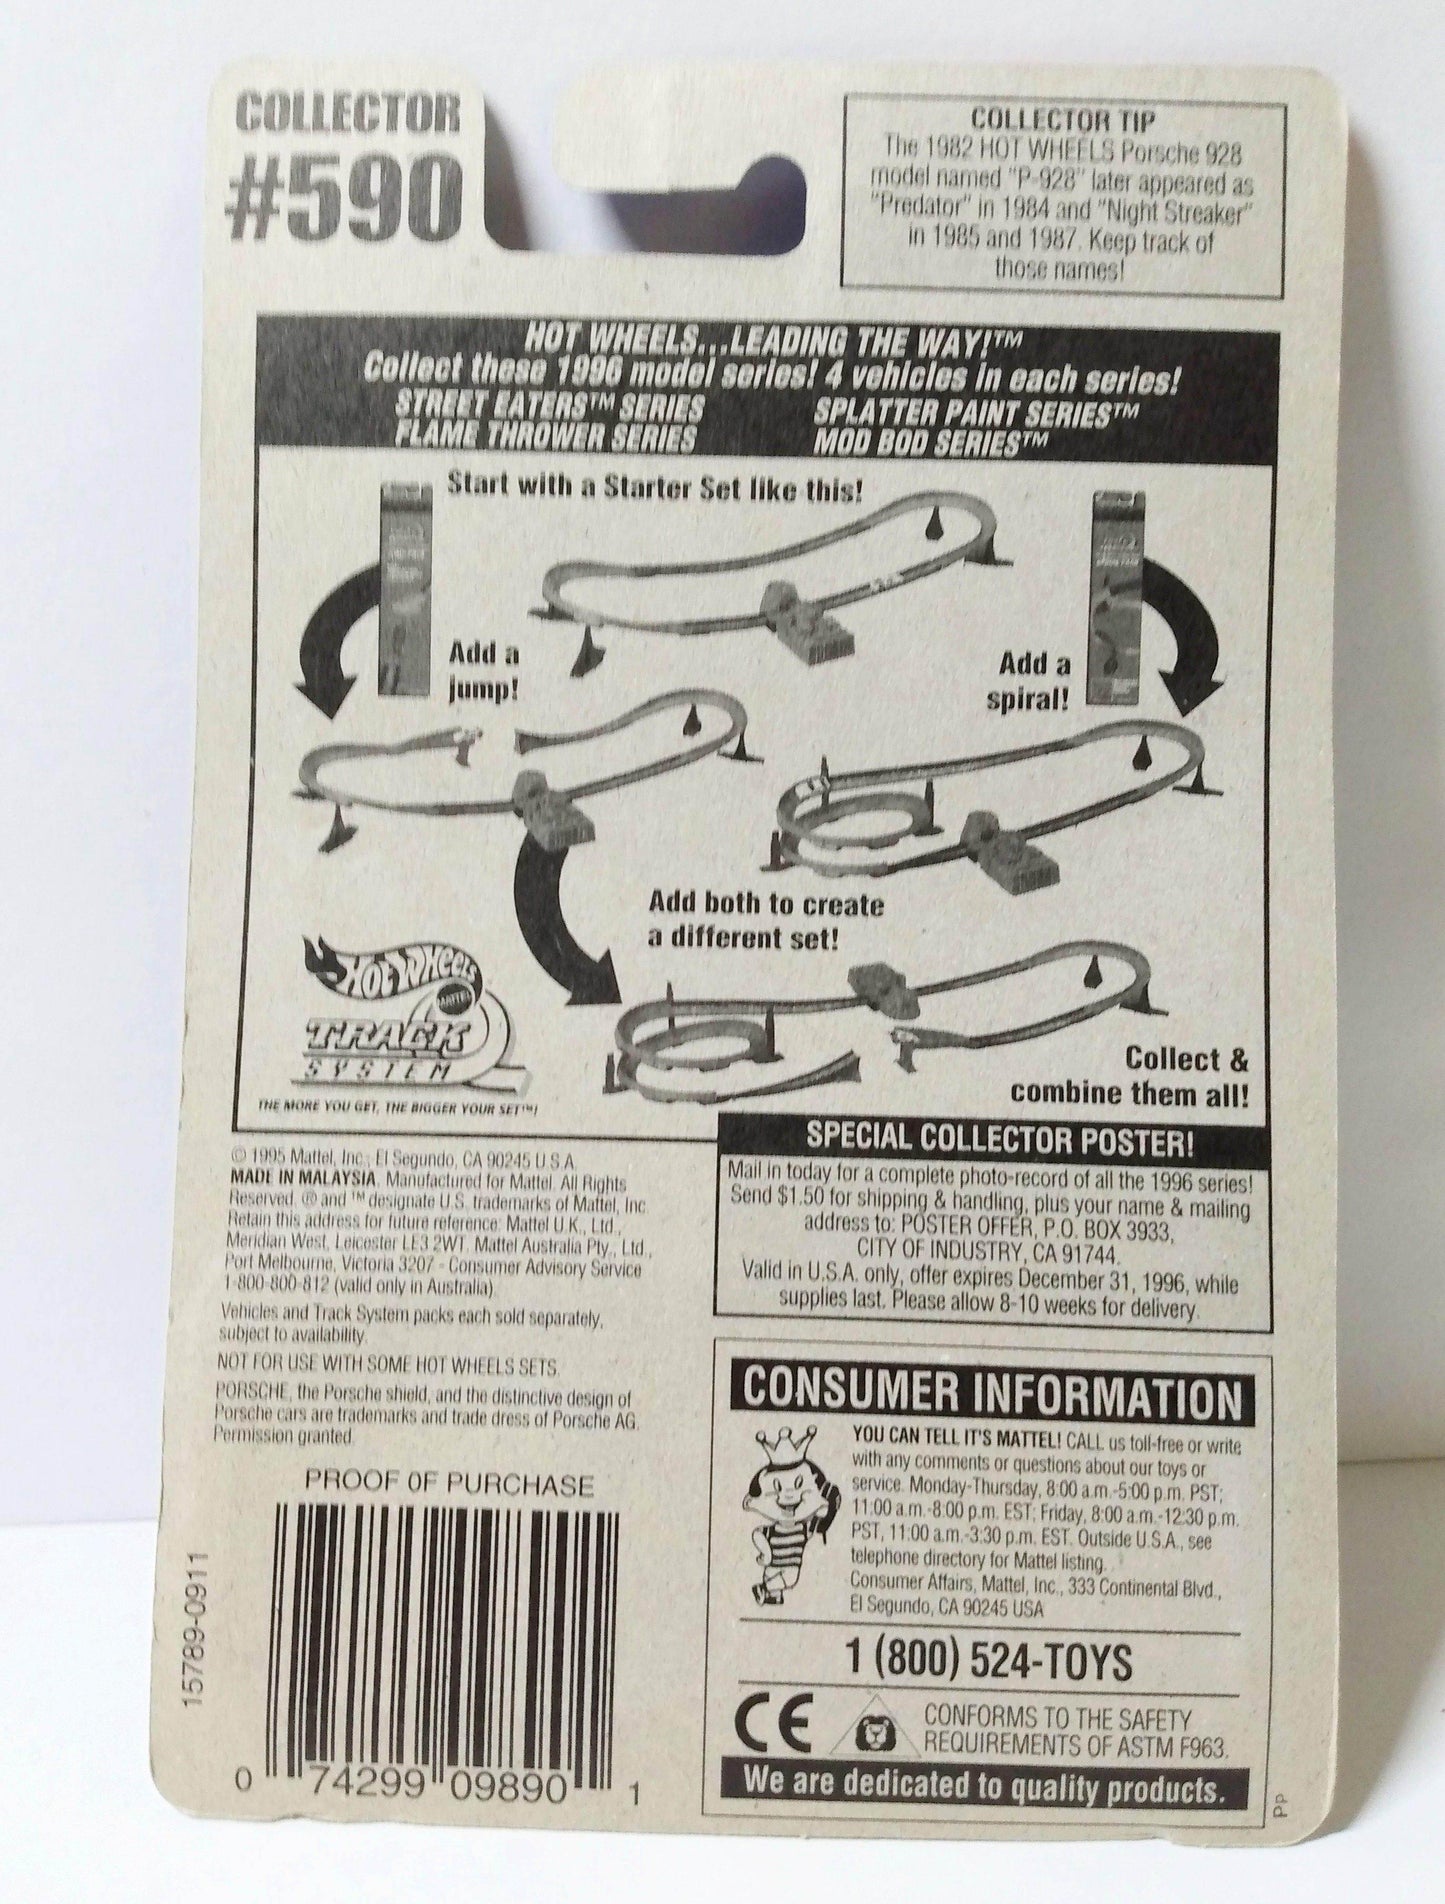 COLLECTOR
#590
COLLECTOR TIP
The 1982 HOT WHEELS Porsche 928
model named "P-928" later appeared as
"Predator" in 1984 and "Night Streaker"
in 1985 and 1987. Keep track of
those names!
HOT WHEELS...LEADING THE WAY!™
Collect these 1996 model series! 4 vehicles in each series!
STREET EATERS™ SERIES
SPLATTER PAINT SERIES™
FLAME THROWER SERIES
MOD BOD SERIES™
Start with a Starter Set like this!
Add a
jump!
Add a
spiral!
Add both to create
a different set!
HOT WHEELS
MATTEL
TRACK
SYSTEM
THE MORE YOU GET, THE BIGGER YOUR SET™!
Collect &
combine them all!
© 1995 Mattel, Inc., El Segundo, CA 90245 U.S.A.
MADE IN MALAYSIA. Manufactured for Mattel. All Rights
Reserved. ® and ™ designate U.S. trademarks of Mattel, Inc.
Retain this address for future reference: Mattel U.K., Ltd.,
Meridian West, Leicester LE3 2WT. Mattel Australia Pty., Ltd.,
Port Melbourne, Victoria 3207 - Consumer Advisory Service
1-800-800-812 (valid only in Australia).
Vehicles and Track System packs each sold separately,
subject to availability.
NOT FOR USE WITH SOME HOT WHEELS SETS.
PORSCHE, the Porsche shield, and the distinctive design of
Porsche cars are trademarks and trade dress of Porsche AG.
Permission granted.
SPECIAL COLLECTOR POSTER!
Mail in today for a complete photo-record of all the 1996 series!
Send $1.50 for shipping & handling, plus your name & mailing
address to: POSTER OFFER, P.O. BOX 3933,
CITY OF INDUSTRY, CA 91744.
Valid in U.S.A. only, offer expires December 31, 1996, while
supplies last. Please allow 8-10 weeks for delivery.
PROOF OF PURCHASE
15789-0911
0 74299 09890 1
CONSUMER INFORMATION
YOU CAN TELL IT'S MATTEL! CALL us toll-free or write
with any comments or questions about our toys or
service. Monday-Thursday, 8:00 a.m.-5:00 p.m. PST;
11:00 a.m.-8:00 p.m. EST; Friday, 8:00 a.m.-12:30 p.m.
PST, 11:00 a.m.-3:30 p.m. EST. Outside U.S.A., see
telephone directory for Mattel listing.
Consumer Affairs, Mattel, Inc., 333 Continental Blvd.,
El Segundo, CA 90245 USA
1 (800) 524-TOYS
CE
CONFORMS TO THE SAFETY
REQUIREMENTS OF ASTM F963.
We are dedicated to quality products.
Pp